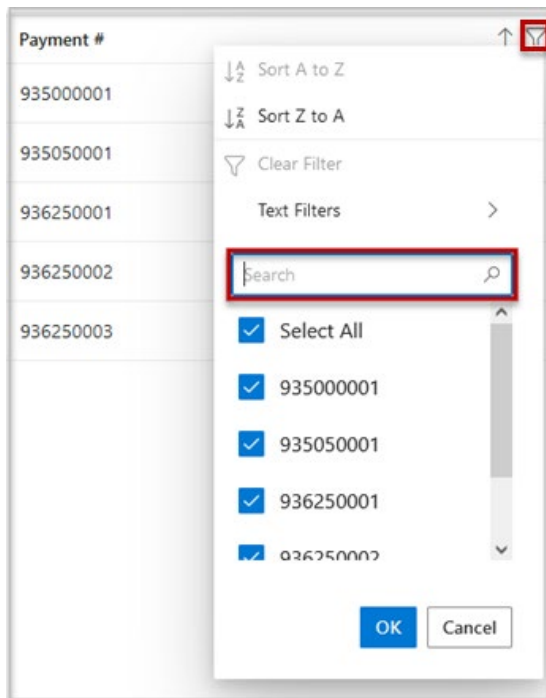 Payment #
935000001
935050001
936250001
936250002
936250003
Sort A to Z
Sort Z to A
Clear Filter
Text Filters
Search
Select All
935000001
935050001
936250001
936250002
OK Cancel